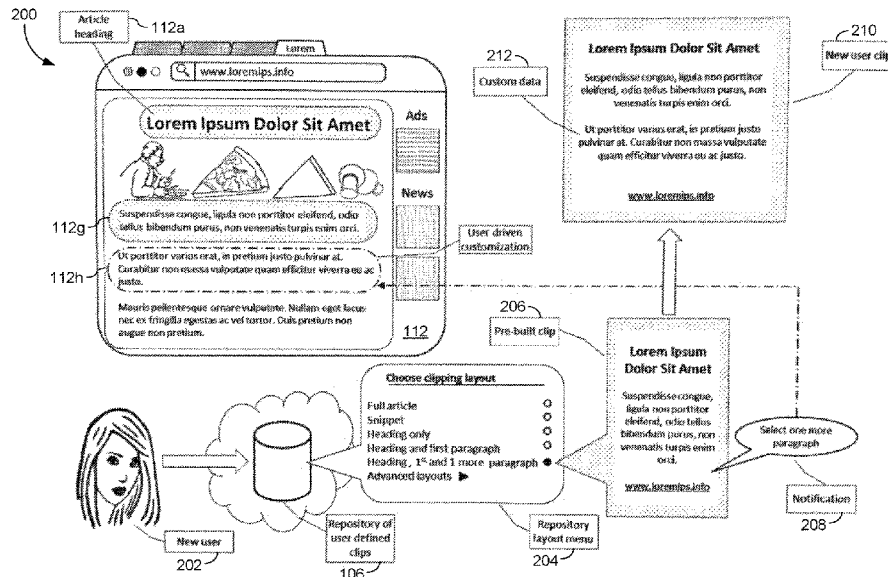 200
Article
heading
112a
Lorem
www.loremips.info
Lorem Ipsum Dolor Sit Amet
Ads
News
112g
Suspendisse congue, ligula non porttitor eleifend, odio
tellus bibendum purus, non venenatis turpis enim orci.
User driven
customization
112h
Ut porttitor varius erat, in pretium justo pulvinar at.
Curabitur non massa vulputate quam efficitur viverra eu ac
justo.
Mauris pellentesque ornare vulputate. Nullam eget lacus
nec ex fringilla egestas ac vel tortor. Duis pretium non
augue non pretium.
112
212
Custom data
210
New user clip
Lorem Ipsum Dolor Sit Amet
Suspendisse congue, ligula non porttitor
eleifend, odio tellus bibendum purus, non
venenatis turpis enim orci.
Ut porttitor varius erat, in pretium justo
pulvinar at. Curabitur non massa vulputate
quam efficitur viverra eu ac justo.
www.loremips.info
206
Pre-built clip
Lorem Ipsum
Dolor Sit Amet
Suspendisse congue,
ligula non porttitor
eleifend, odio tellus
bibendum purus, non
venenatis turpis enim
orci.
www.loremips.info
Select one more
paragraph
Notification
208
Choose clipping layout
Full article
Snippet
Heading only
Heading and first paragraph
Heading , 1st and 1 more paragraph
Advanced layouts
Repository
layout menu
204
Repository of
user defined
clips
106
New user
202